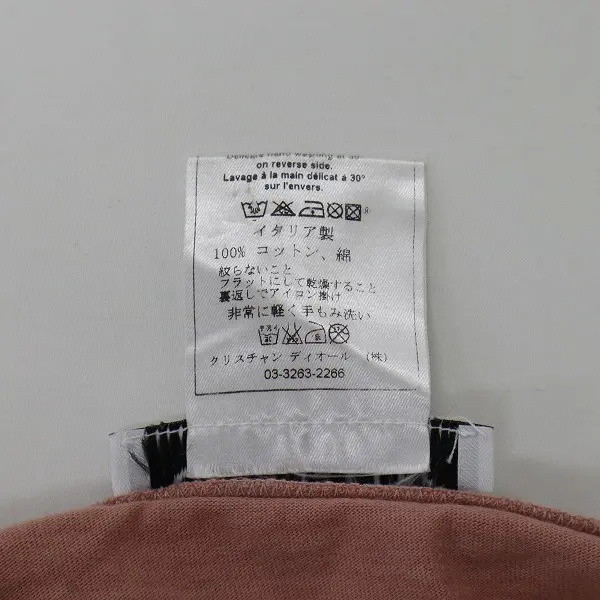 on reverse side.
Lavage à la main délicat à 30°
sur l'envers.
イタリア製
100% コットン、綿
絞らないこと
フラットにして乾燥すること
裏返しでアイロン掛け
非常に軽く手もみ洗い
クリスチャン ディオール (株)
03-3263-2266